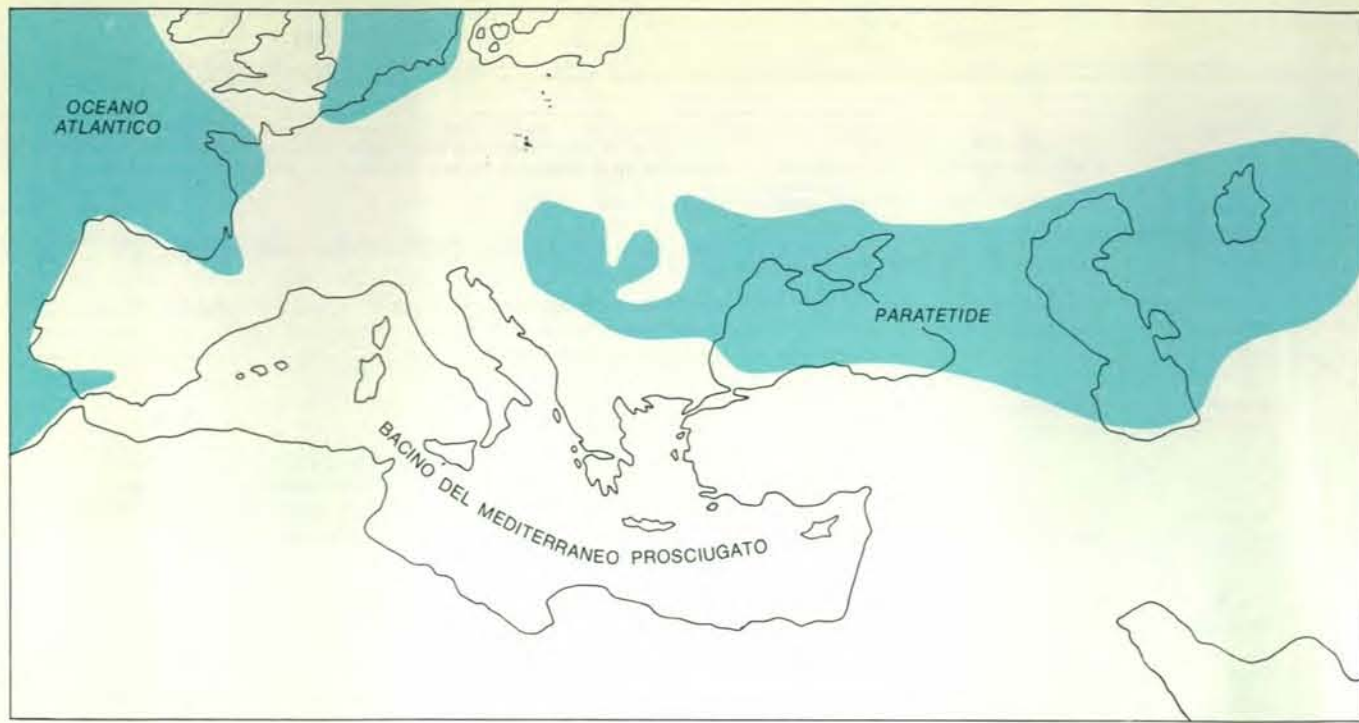 OCEANO
ATLANTICO
PARATETIDE
BACINO DEL MEDITERRANEO PROSCIUGATO